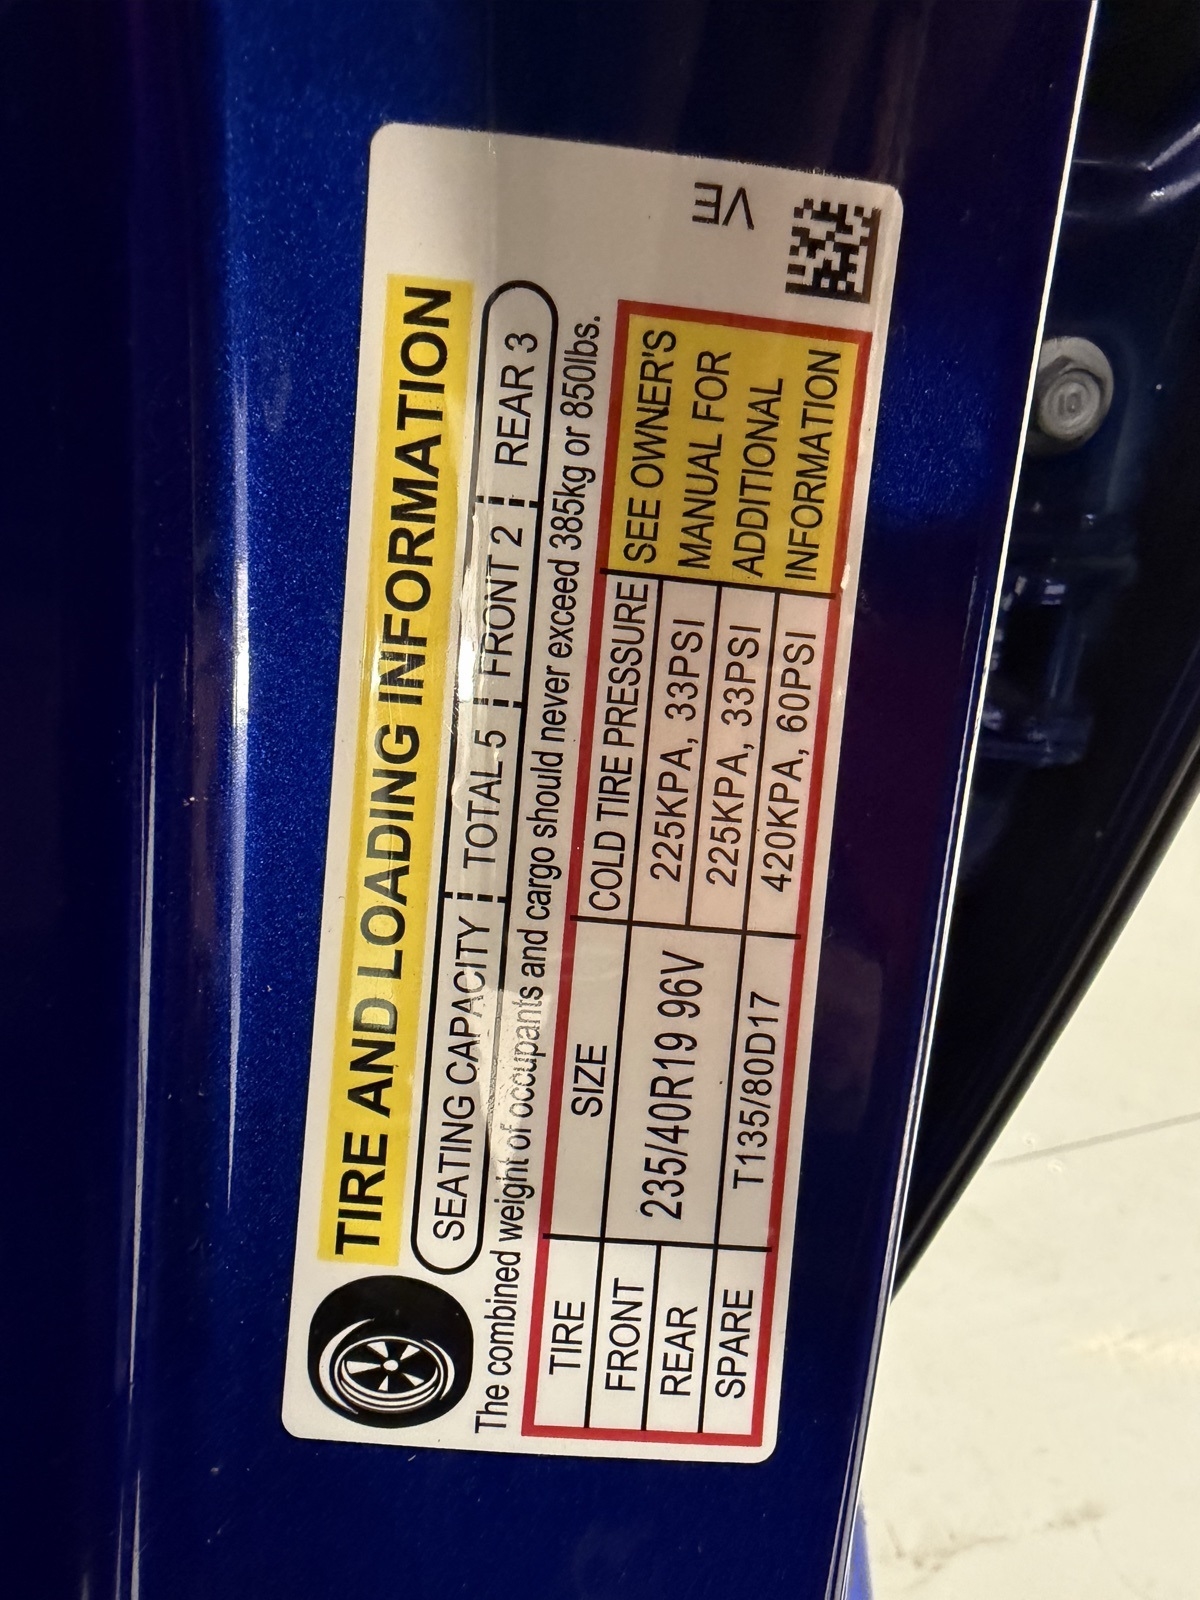 TIRE AND LOADING INFORMATION
SEATING CAPACITY TOTAL 5 FRONT 2 REAR 3
The combined weight of occupants and cargo should never exceed 385kg or 850lbs.
TIRE SIZE COLD TIRE PRESSURE
FRONT 235/40R19 96V 225KPA, 33PSI
REAR 225KPA, 33PSI
SPARE T135/80D17 420KPA, 60PSI
SEE OWNER'S
MANUAL FOR
ADDITIONAL
INFORMATION
VE